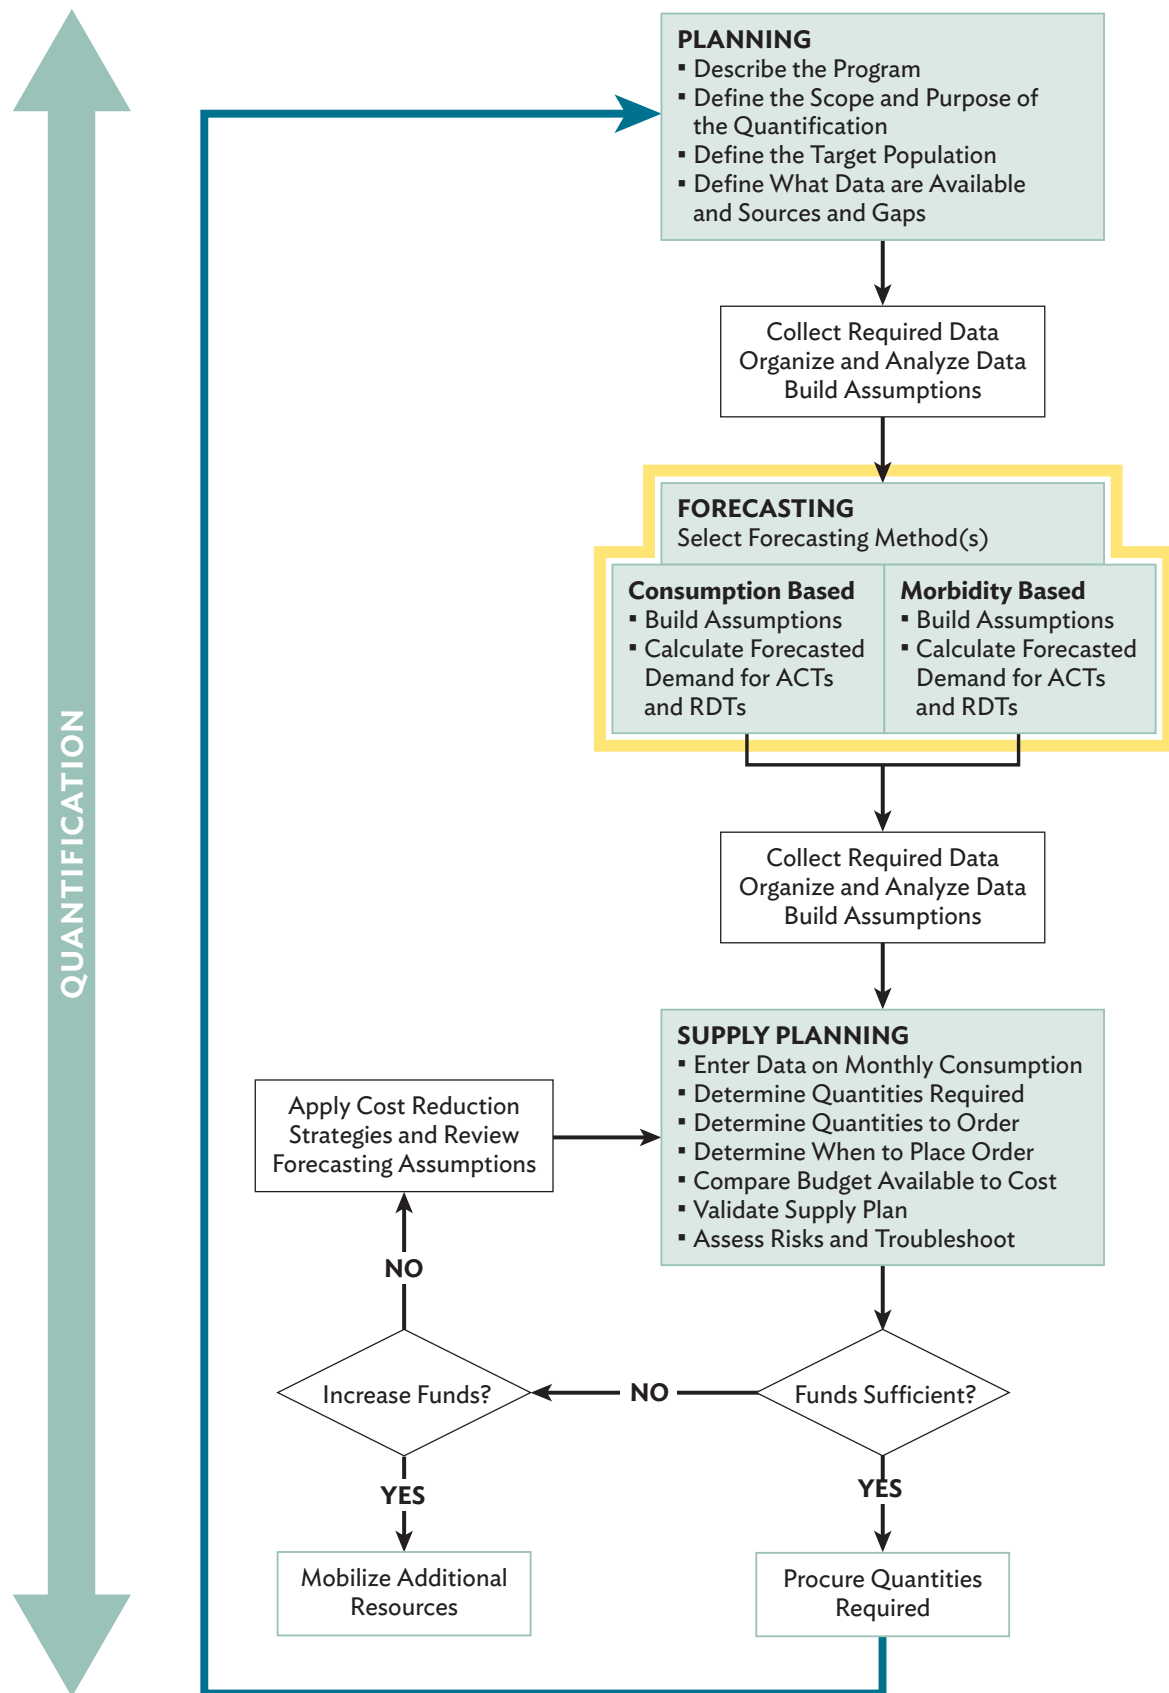 PLANNING
▪ Describe the Program
▪ Define the Scope and Purpose of
the Quantification
▪ Define the Target Population
▪ Define What Data are Available
and Sources and Gaps
Collect Required Data
Organize and Analyze Data
Build Assumptions
FORECASTING
Select Forecasting Method(s)
Consumption Based
▪ Build Assumptions
▪ Calculate Forecasted
Demand for ACTs
and RDTs
Morbidity Based
▪ Build Assumptions
▪ Calculate Forecasted
Demand for ACTs
and RDTs
QUANTIFICATION
Collect Required Data
Organize and Analyze Data
Build Assumptions
SUPPLY PLANNING
▪ Enter Data on Monthly Consumption
▪ Determine Quantities Required
▪ Determine Quantities to Order
▪ Determine When to Place Order
▪ Compare Budget Available to Cost
▪ Validate Supply Plan
▪ Assess Risks and Troubleshoot
Apply Cost Reduction
Strategies and Review
Forecasting Assumptions
NO
Increase Funds?
NO
Funds Sufficient?
YES
YES
Mobilize Additional
Resources
Procure Quantities
Required